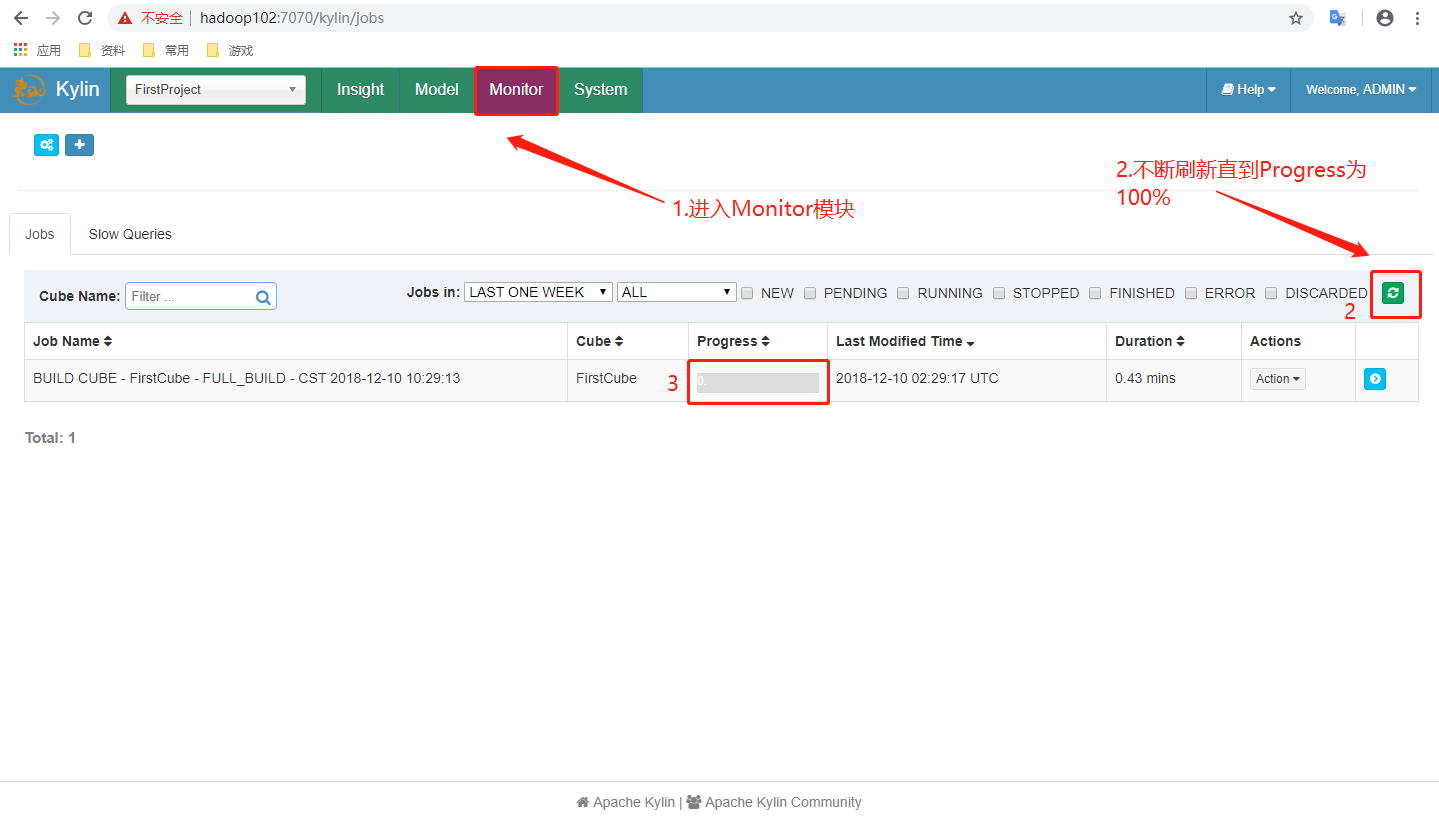 不安全 hadoop102:7070/kylin/jobs
应用 资料 常用 游戏
Kylin FirstProject Insight Model Monitor System Help Welcome, ADMIN
2.不断刷新直到Progress为
100%
1.进入Monitor模块
Jobs Slow Queries
Cube Name: Filter ... Jobs in: LAST ONE WEEK ALL NEW PENDING RUNNING STOPPED FINISHED ERROR DISCARDED
2
Job Name Cube Progress Last Modified Time Duration Actions
BUILD CUBE - FirstCube - FULL_BUILD - CST 2018-12-10 10:29:13 FirstCube 3 0. 2018-12-10 02:29:17 UTC 0.43 mins Action
Total: 1
Apache Kylin | Apache Kylin Community